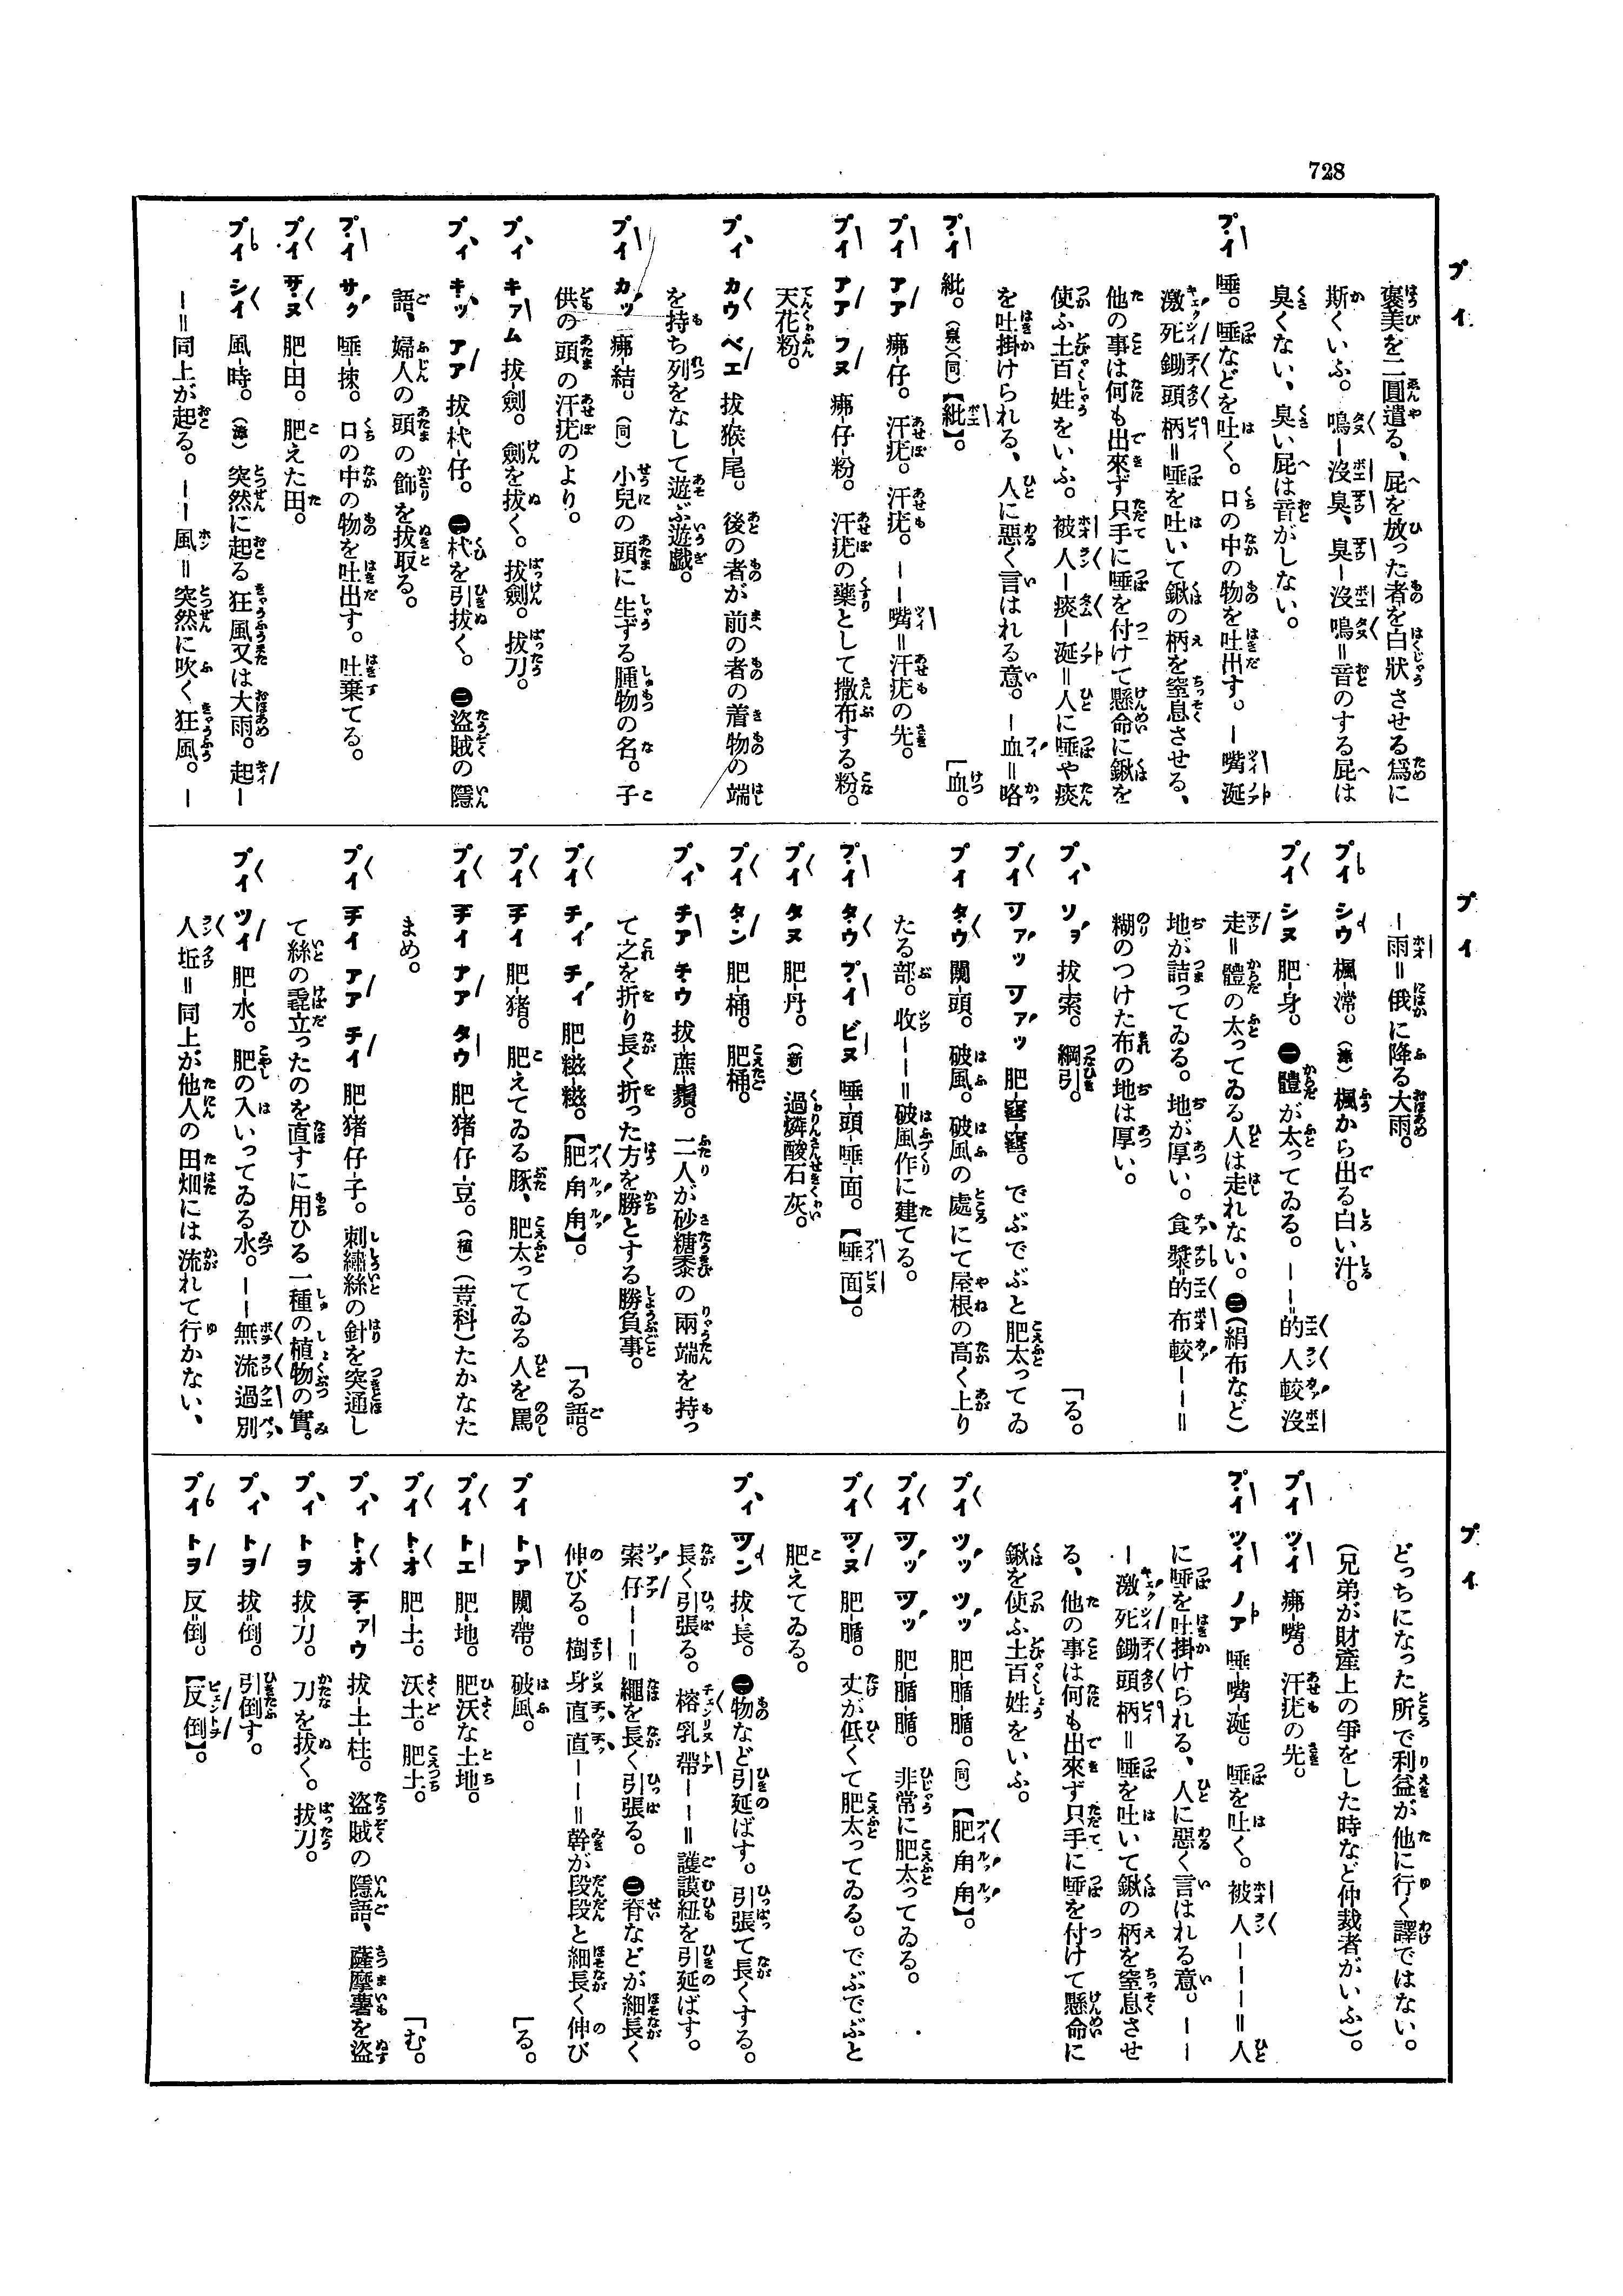 728
プイ
褒美を二圓遣る、屁を放った者を白狀させる爲に
斯くいふ。鳴－沒臭、臭－沒鳴＝音のする屁は
臭くない、臭い屁は音がしない。
プイ 唾。唾などを吐く。口の中の物を吐出す。－嘴涎
激死鋤頭柄＝唾を吐いて鍬の柄を窒息させる、
他の事は何も出來ず只手に唾を付けて懸命に鍬を
使ふ土百姓をいふ。被人－痰－涎＝人に唾や痰
を吐掛けられる、人に惡く言はれる意。－血＝咯
「血。
プイ 紕。(泉)(同)【紕】。
プイ アア 疿-仔。汗疣。汗疣。－－嘴＝汗疣の先。
プイ アア フヌ 疿-仔-粉。汗疣の藥として撒布する粉。
天花粉。
プイ カウ ベエ 拔-猴-尾。後の者が前の者の着物の端
を持ち列をなして遊ぶ遊戲。
プイ カッ 疿-結。(同) 小兒の頭に生ずる腫物の名。子
供の頭の汗疣のより。
プイ キアム 拔-劍。劍を拔く。拔劍。拔刀。
プイ キッ アア 拔-杙-仔。㊀杙を引拔く。㊁盜賊の隱
語、婦人の頭の飾を拔取る。
プイ サク 唾-捒。口の中の物を吐出す。吐棄てる。
プイ サヌ 肥-田。肥えた田。
プイ シイ 風-時。(漳) 突然に起る狂風又は大雨。起－
－＝同上が起る。－－風＝突然に吹く狂風。－
プイ
－雨＝俄に降る大雨。
プイ シウ 楓-瀞。(漳) 楓から出る白い汁。
プイ シヌ 肥-身。㊀體が太ってゐる。－－＝的人較沒
走＝體の太ってゐる人は走れない。㊁(絹布など)
地が詰ってゐる。地が厚い。食漿的布較－－＝
糊のつけた布の地は厚い。
プイ ソヲ 拔-索。綱引。
「る。
プイ ツァッ ツァッ 肥-窒-窒。でぶでぶと肥太ってゐ
プイ タウ 闠-頭。破風。破風の處にて屋根の高く上り
たる部。收－－＝破風作に建てる。
プイ タウ プイ ビヌ 唾-頭-唾-面。【唾面】。
プイ タヌ 肥-丹。(新) 過燐酸石灰。
プイ タン 肥-桶。肥桶。
プイ チア チウ 拔-蔗-鬚。二人が砂糖黍の兩端を持っ
て之を折り長く折った方を勝とする勝負事。
プイ チイ チイ 肥-糍-糍。【肥甪甪】。
「る語。
プイ チイ 肥-猪。肥えてゐる豚、肥太ってゐる人を罵
プイ チイ アア タウ 肥-猪-仔-豆。(植)(荳科)たかなた
まめ。
プイ チイ アア チイ 肥-猪-仔-子。刺繡絲の針を突通し
て絲の毳立ったのを直すに用ひる一種の植物の實。
プイ ツイ 肥-水。肥の入いってゐる水。－－無流過別
人坵＝同上が他人の田畑には流れて行かない、
プイ
どっちになった所で利益が他に行く譯ではない。
(兄弟が財產上の爭をした時など仲裁者がいふ)。
プイ ツイ 疿-嘴。汗疣の先。
プイ ツイ ノア 唾-嘴-涎。唾を吐く。被人－－－＝人
に唾を吐掛けられる、人に惡く言はれる意。－－
－激死鋤頭柄＝唾を吐いて鍬の柄を窒息させ
る、他の事は何も出來ず只手に唾を付けて懸命に
鍬を使ふ土百姓をいふ。
プイ ツッ ツッ 肥-腯-腯。(同)【肥甪甪】。
プイ ツッ ツッ 肥-腯-腯。非常に肥太ってゐる。
プイ ツヌ 肥-腯。丈が低くて肥太ってゐる。でぶでぶと
肥えてゐる。
プイ ツン 拔-長。㊀物など引延ばす。引張て長くする。
長く引張る。榕乳帶－－＝護謨紐を引延ばす。
索仔－－＝繩を長く引張る。㊁脊などが細長く
伸びる。樹身直直－－＝幹が段段と細長く伸び
「る。
プイ トア 闠-帶。破風。
プイ トエ 肥-地。肥沃な土地。
プイ トオ 肥-土。沃土。肥土。
「む。
プイ トオ チアウ 拔-土-柱。盜賊の隱語、薩摩薯を盜
プイ トヲ 拔-刀。刀を拔く。拔刀。
プイ トヲ 拔-倒。引倒す。
プイ トヲ 反-倒。【反倒】。